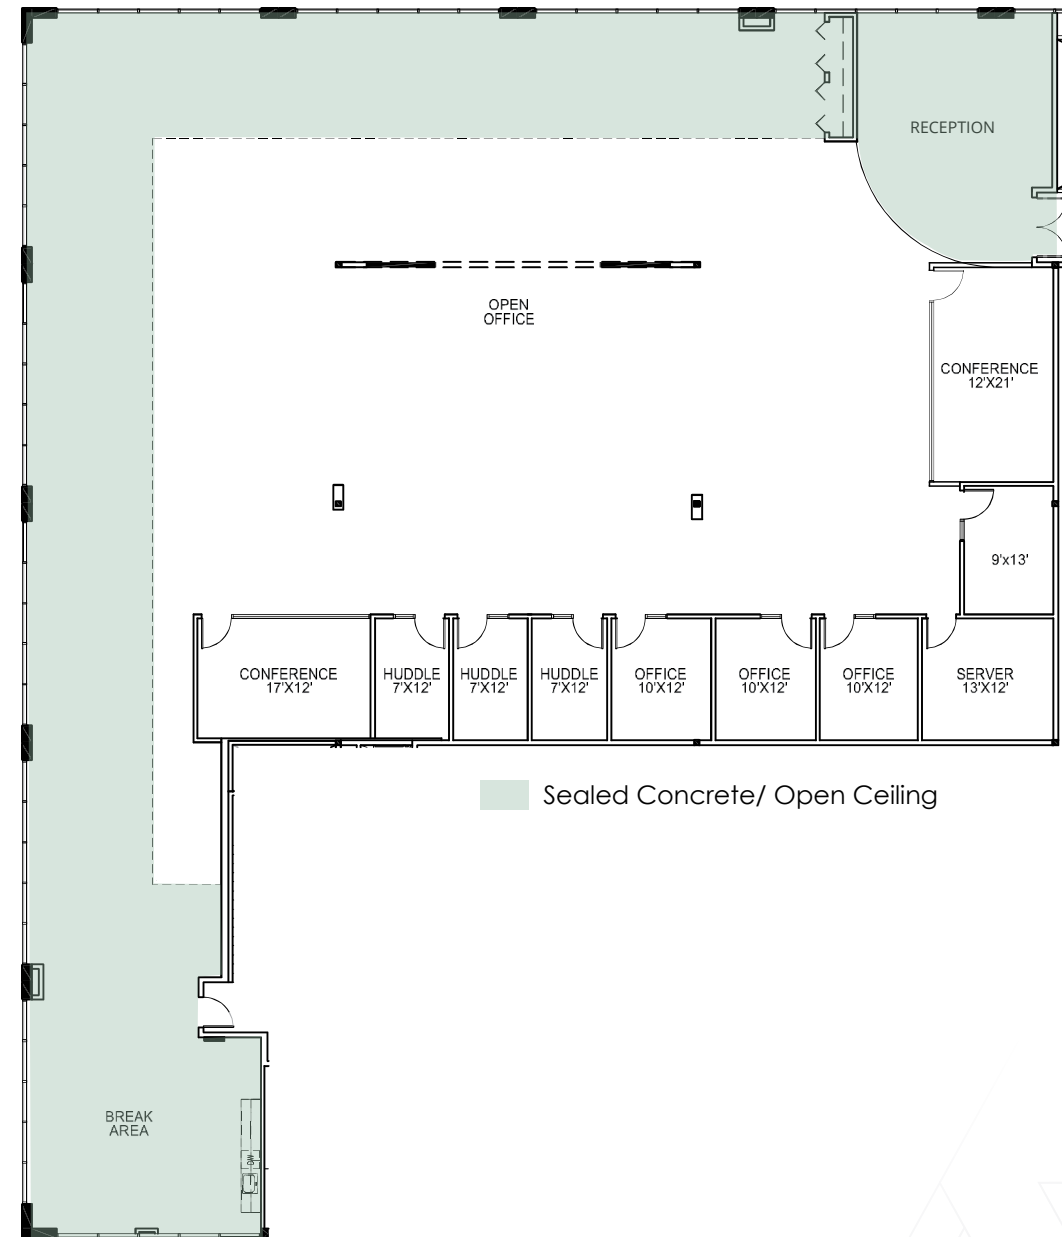 RECEPTION
OPEN
OFFICE
CONFERENCE
12'X21'
9'x13'
CONFERENCE
17'X12'
HUDDLE
7'X12'
HUDDLE
7'X12'
HUDDLE
7'X12'
OFFICE
10'X12'
OFFICE
10'X12'
OFFICE
10'X12'
SERVER
13'X12'
Sealed Concrete/ Open Ceiling
BREAK
AREA
DW